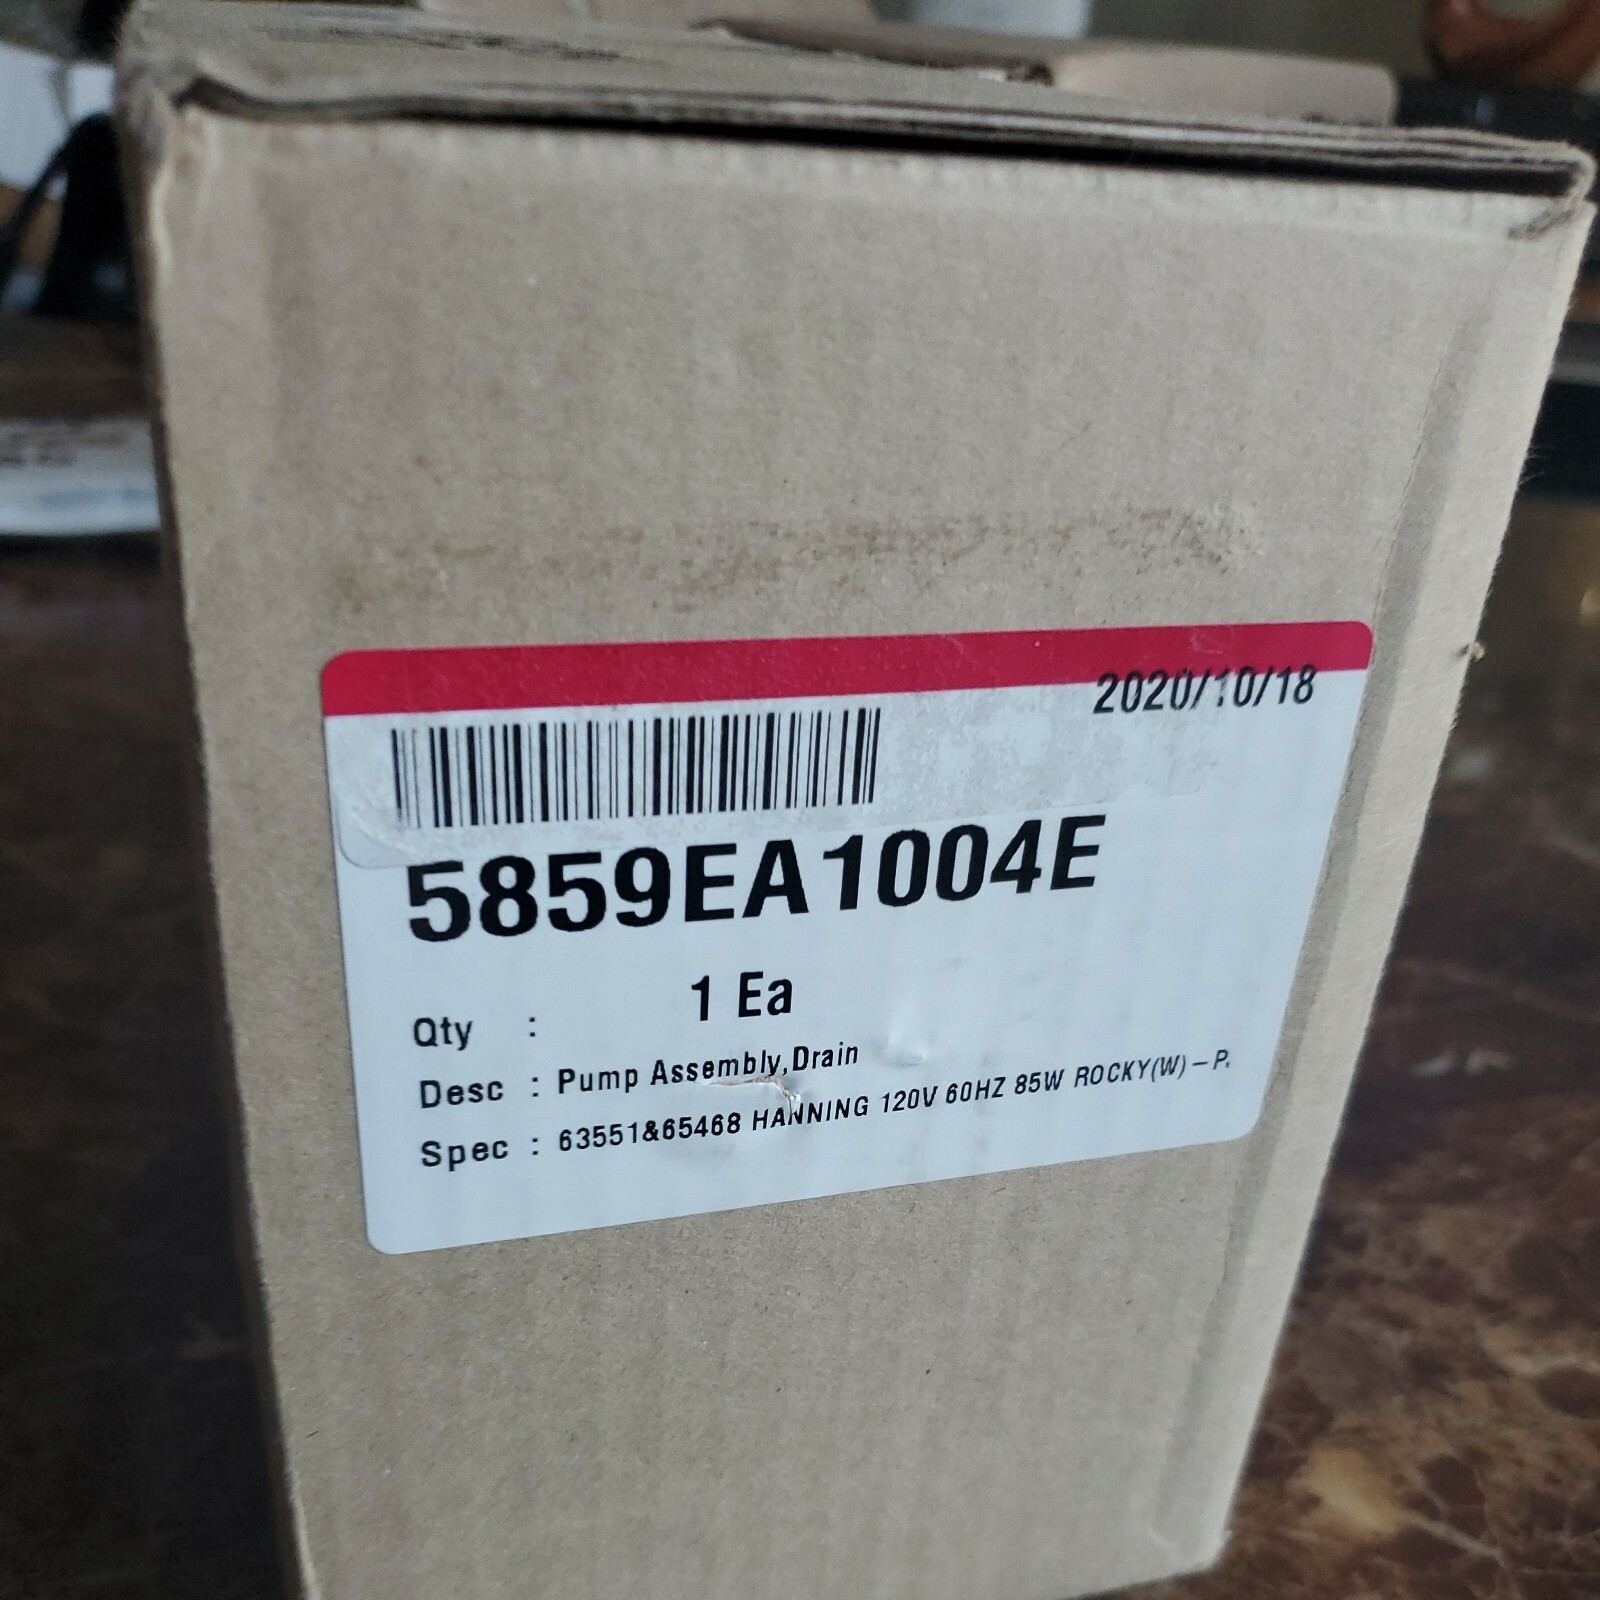 2020/10/18
5859EA1004E
Qty : 1 Ea
Desc : Pump Assembly,Drain
Spec : 63551&65468 HANNING 120V 60HZ 85W ROCKY(W)-P.